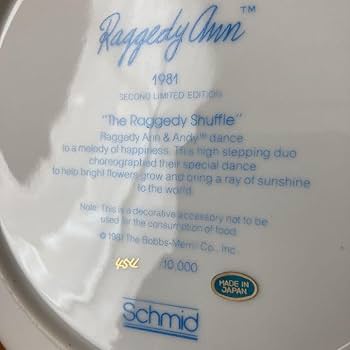 Raggedy Ann™
1981
SECOND LIMITED EDITION
"The Raggedy Shuffle"
Raggedy Ann & Andy™ dance
to a melody of happiness. This high stepping duo
choreographed their special dance
to help bright flowers grow and bring a ray of sunshine
to the world.
Note: This is a decorative accessory not to be
used for the consumption of food.
© 1981 The Bobbs-Merrill Co., Inc.
10,000
MADE IN
JAPAN
Schmid